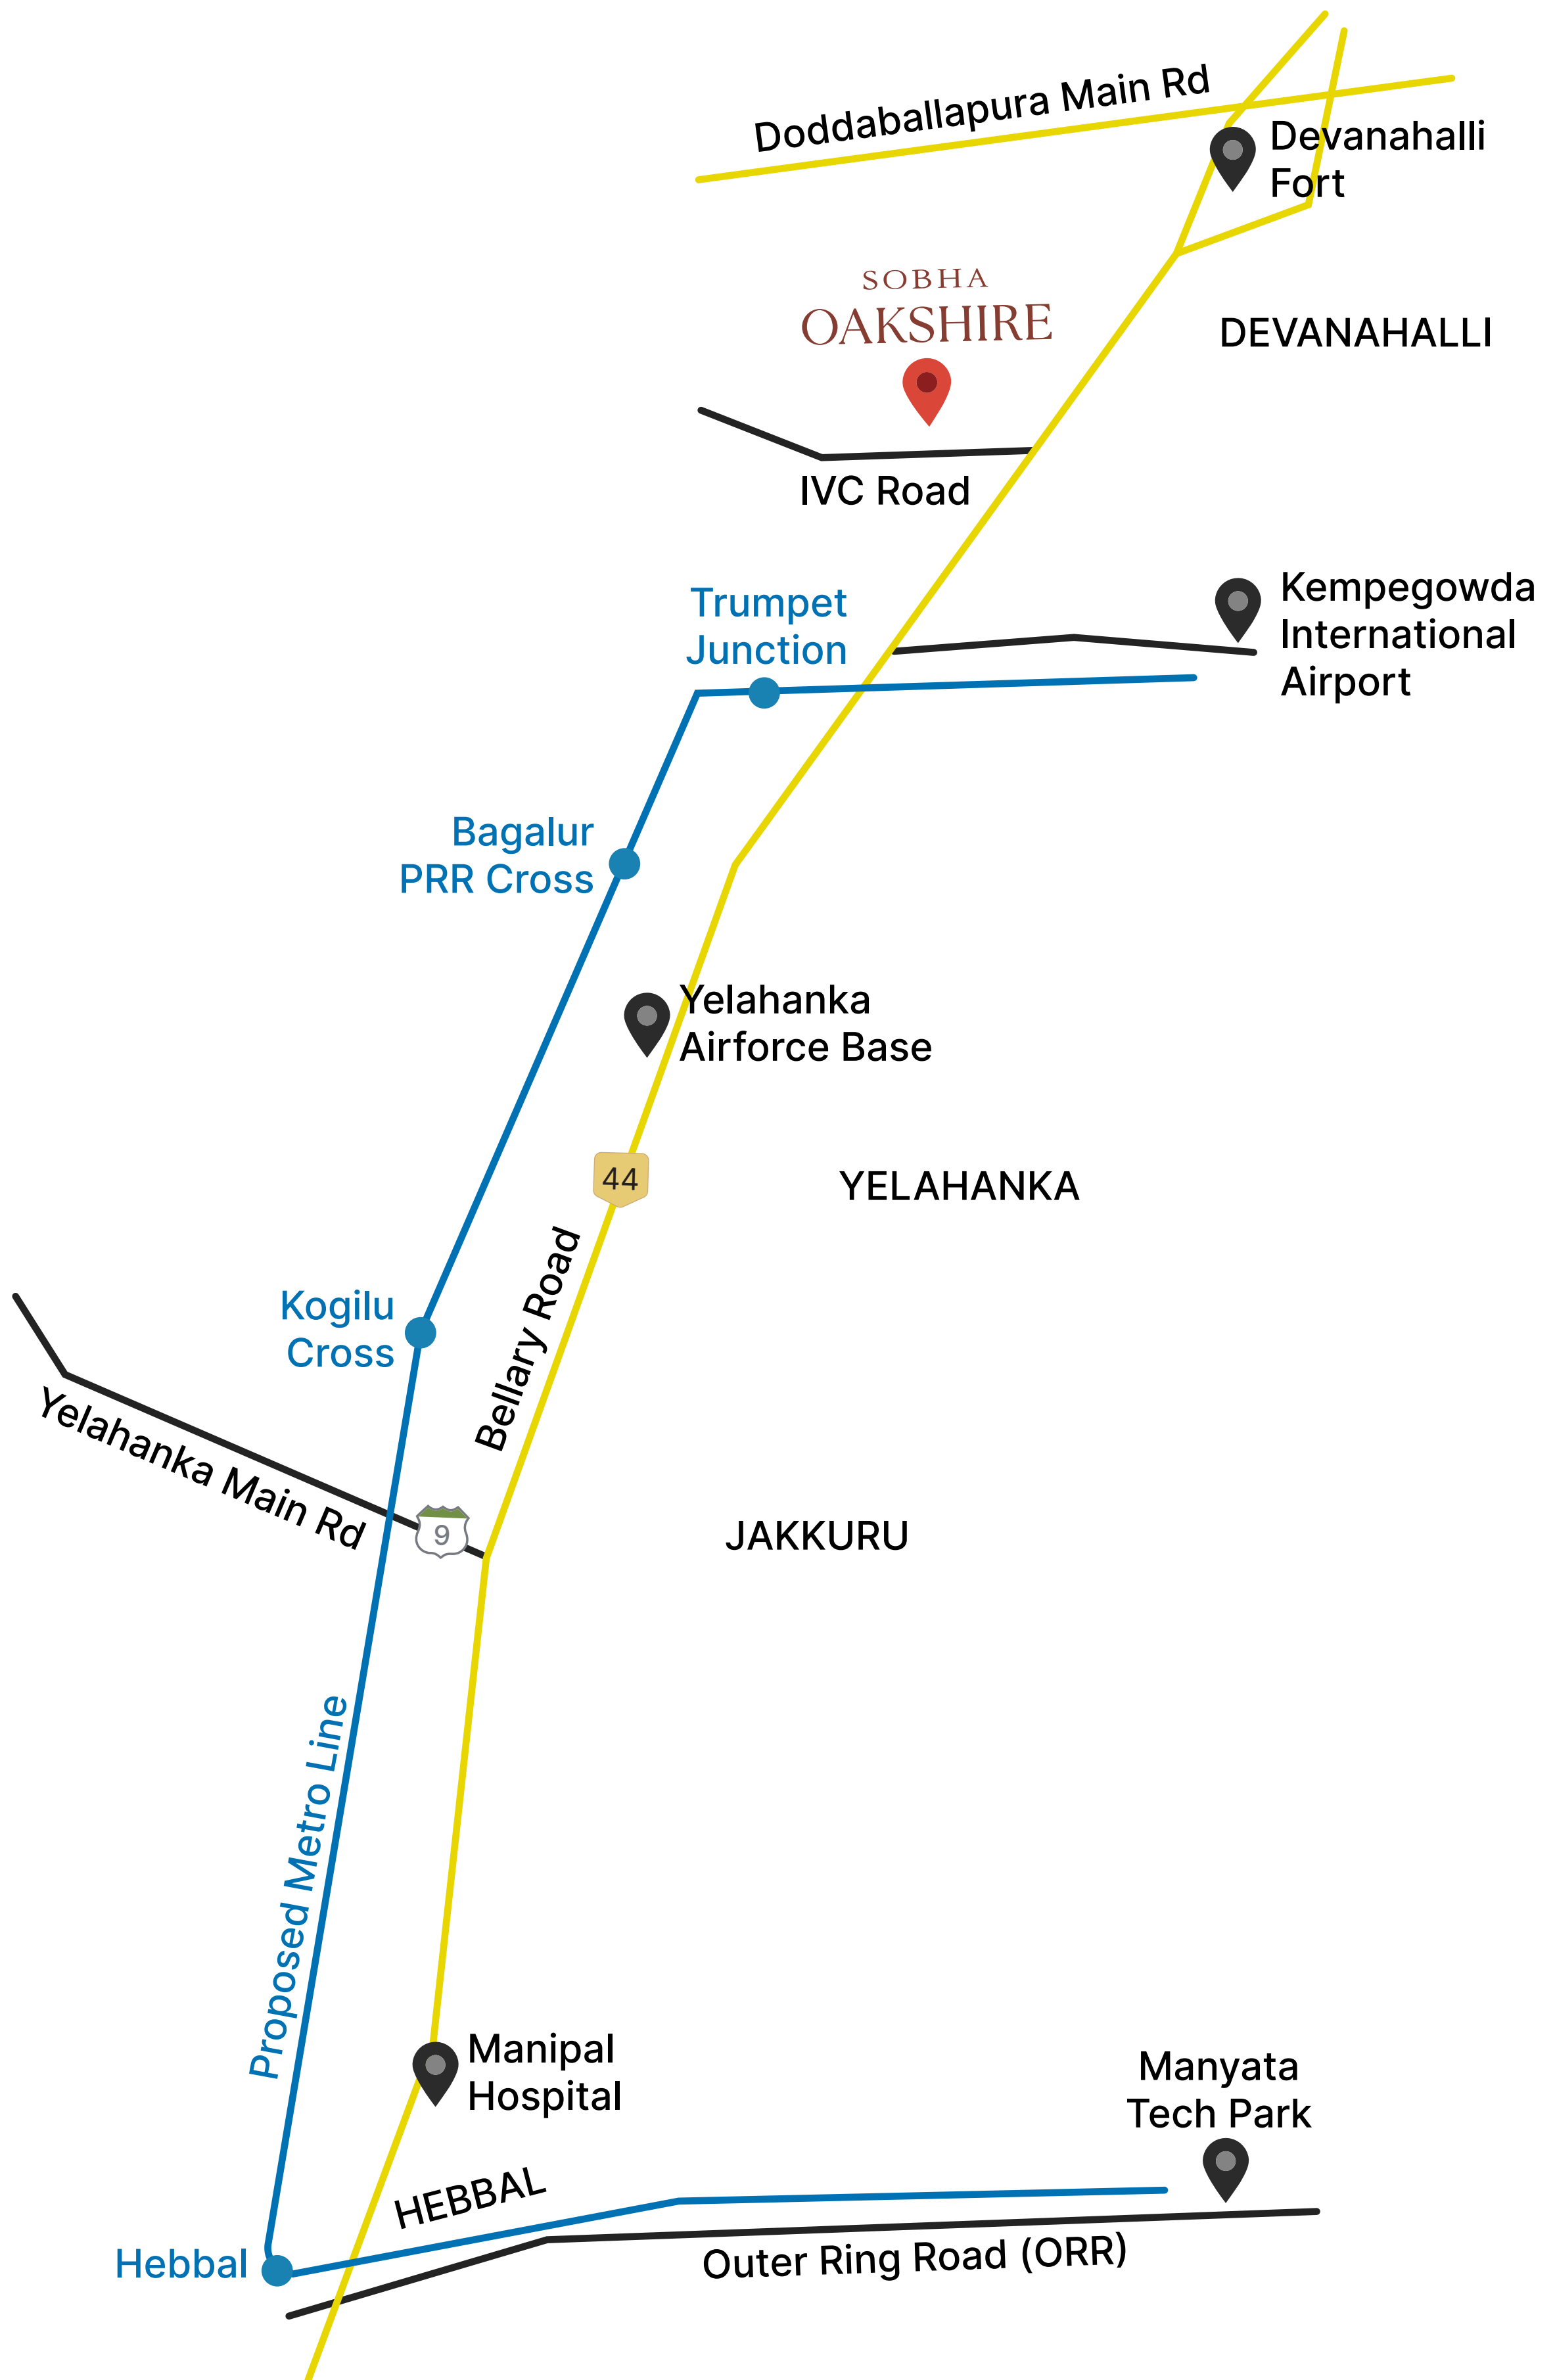 Doddaballapura Main Rd
Devanahalli
Fort
SOBHA
OAKSHIRE
DEVANAHALLI
IVC Road
Trumpet
Junction
Kempegowda
International
Airport
Bagalur
PRR Cross
Yelahanka
Airforce Base
44
YELAHANKA
Bellary Road
Kogilu
Cross
Yelahanka Main Rd
9
JAKKURU
Proposed Metro Line
Manipal
Hospital
Manyata
Tech Park
HEBBAL
Hebbal
Outer Ring Road (ORR)